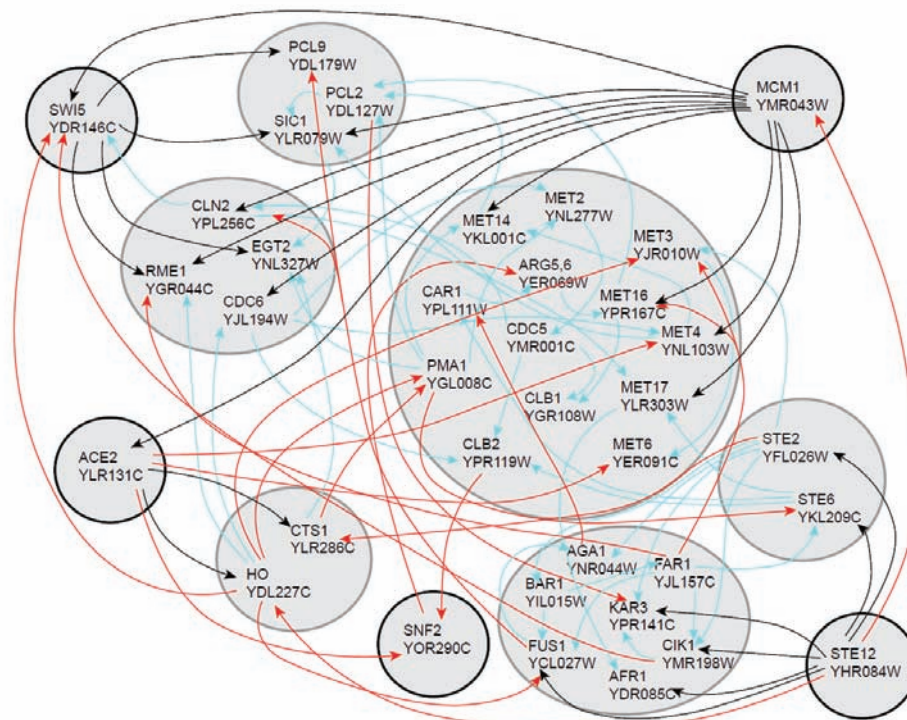 PCL9
YDL179W
PCL2
YDL127W
SIC1
YLR079W
SWI5
YDR146C
MCM1
YMR043W
CLN2
YPL256C
EGT2
YNL327W
RME1
YGR044C
CDC6
YJL194W
MET2
YNL277W
MET14
YKL001C
MET3
YJR010W
ARG5,6
YER069W
CAR1
YPL111W
MET16
YPR167C
CDC5
YMR001C
MET4
YNL103W
PMA1
YGL008C
CLB1
YGR108W
MET17
YLR303W
CLB2
YPR119W
MET6
YER091C
STE2
YFL026W
STE6
YKL209C
ACE2
YLR131C
CTS1
YLR286C
HO
YDL227C
SNF2
YOR290C
AGA1
YNR044W
FAR1
YJL157C
BAR1
YIL015W
KAR3
YPR141C
FUS1
YCL027W
CIK1
YMR198W
AFR1
YDR085C
STE12
YHR084W